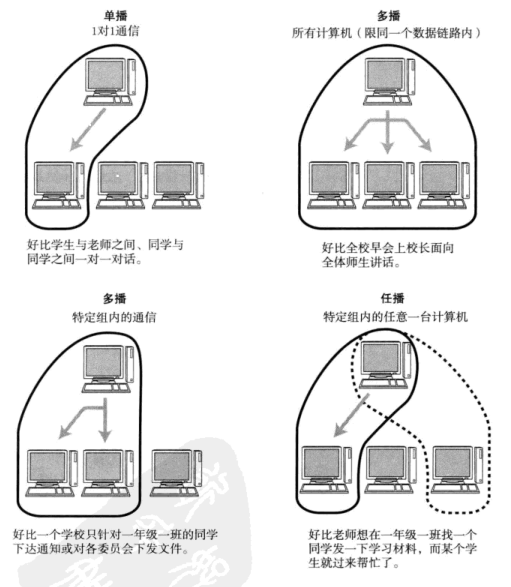 单播
1对1通信
好比学生与老师之间、同学与
同学之间一对一对话。
多播
所有计算机（限同一个数据链路内）
好比全校早会上校长面向
全体师生讲话。
多播
特定组内的通信
好比一个学校只针对一年级一班的同学
下达通知或对各委员会下发文件。
任播
特定组内的任意一台计算机
好比老师想在一年级一班找一个
同学发一下学习材料，而某个学
生就过来帮忙了。